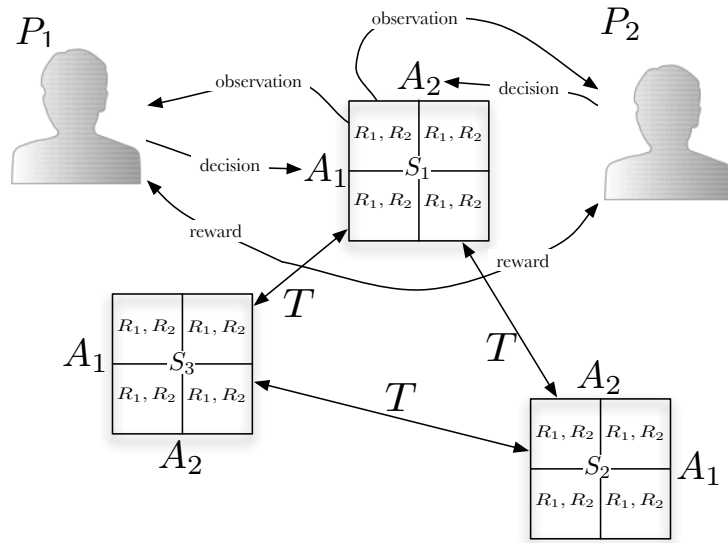 P₁
P₂
observation
observation
A₂
decision
R₁, R₂ R₁, R₂
decision
A₁
S₁
R₁, R₂ R₁, R₂
reward
reward
T
T
R₁, R₂ R₁, R₂
A₁
S₃
R₁, R₂ R₁, R₂
A₂
T
A₂
R₁, R₂ R₁, R₂
S₂
A₁
R₁, R₂ R₁, R₂